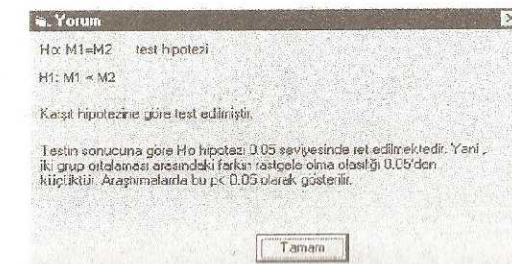 Yorum
Ho: M1=M2 test hipotezi
H1: M1 < M2
Karşıt hipotezine göre test edilmiştir.
Testin sonucuna göre Ho hipotezi 0.05 seviyesinde ret edilmektedir. Yani ,
iki grup ortalaması arasındaki farkın rastgele olma olasılığı 0.05'den
küçüktür. Araştırmalarda bu p< 0.05 olarak gösterilir.
Tamam